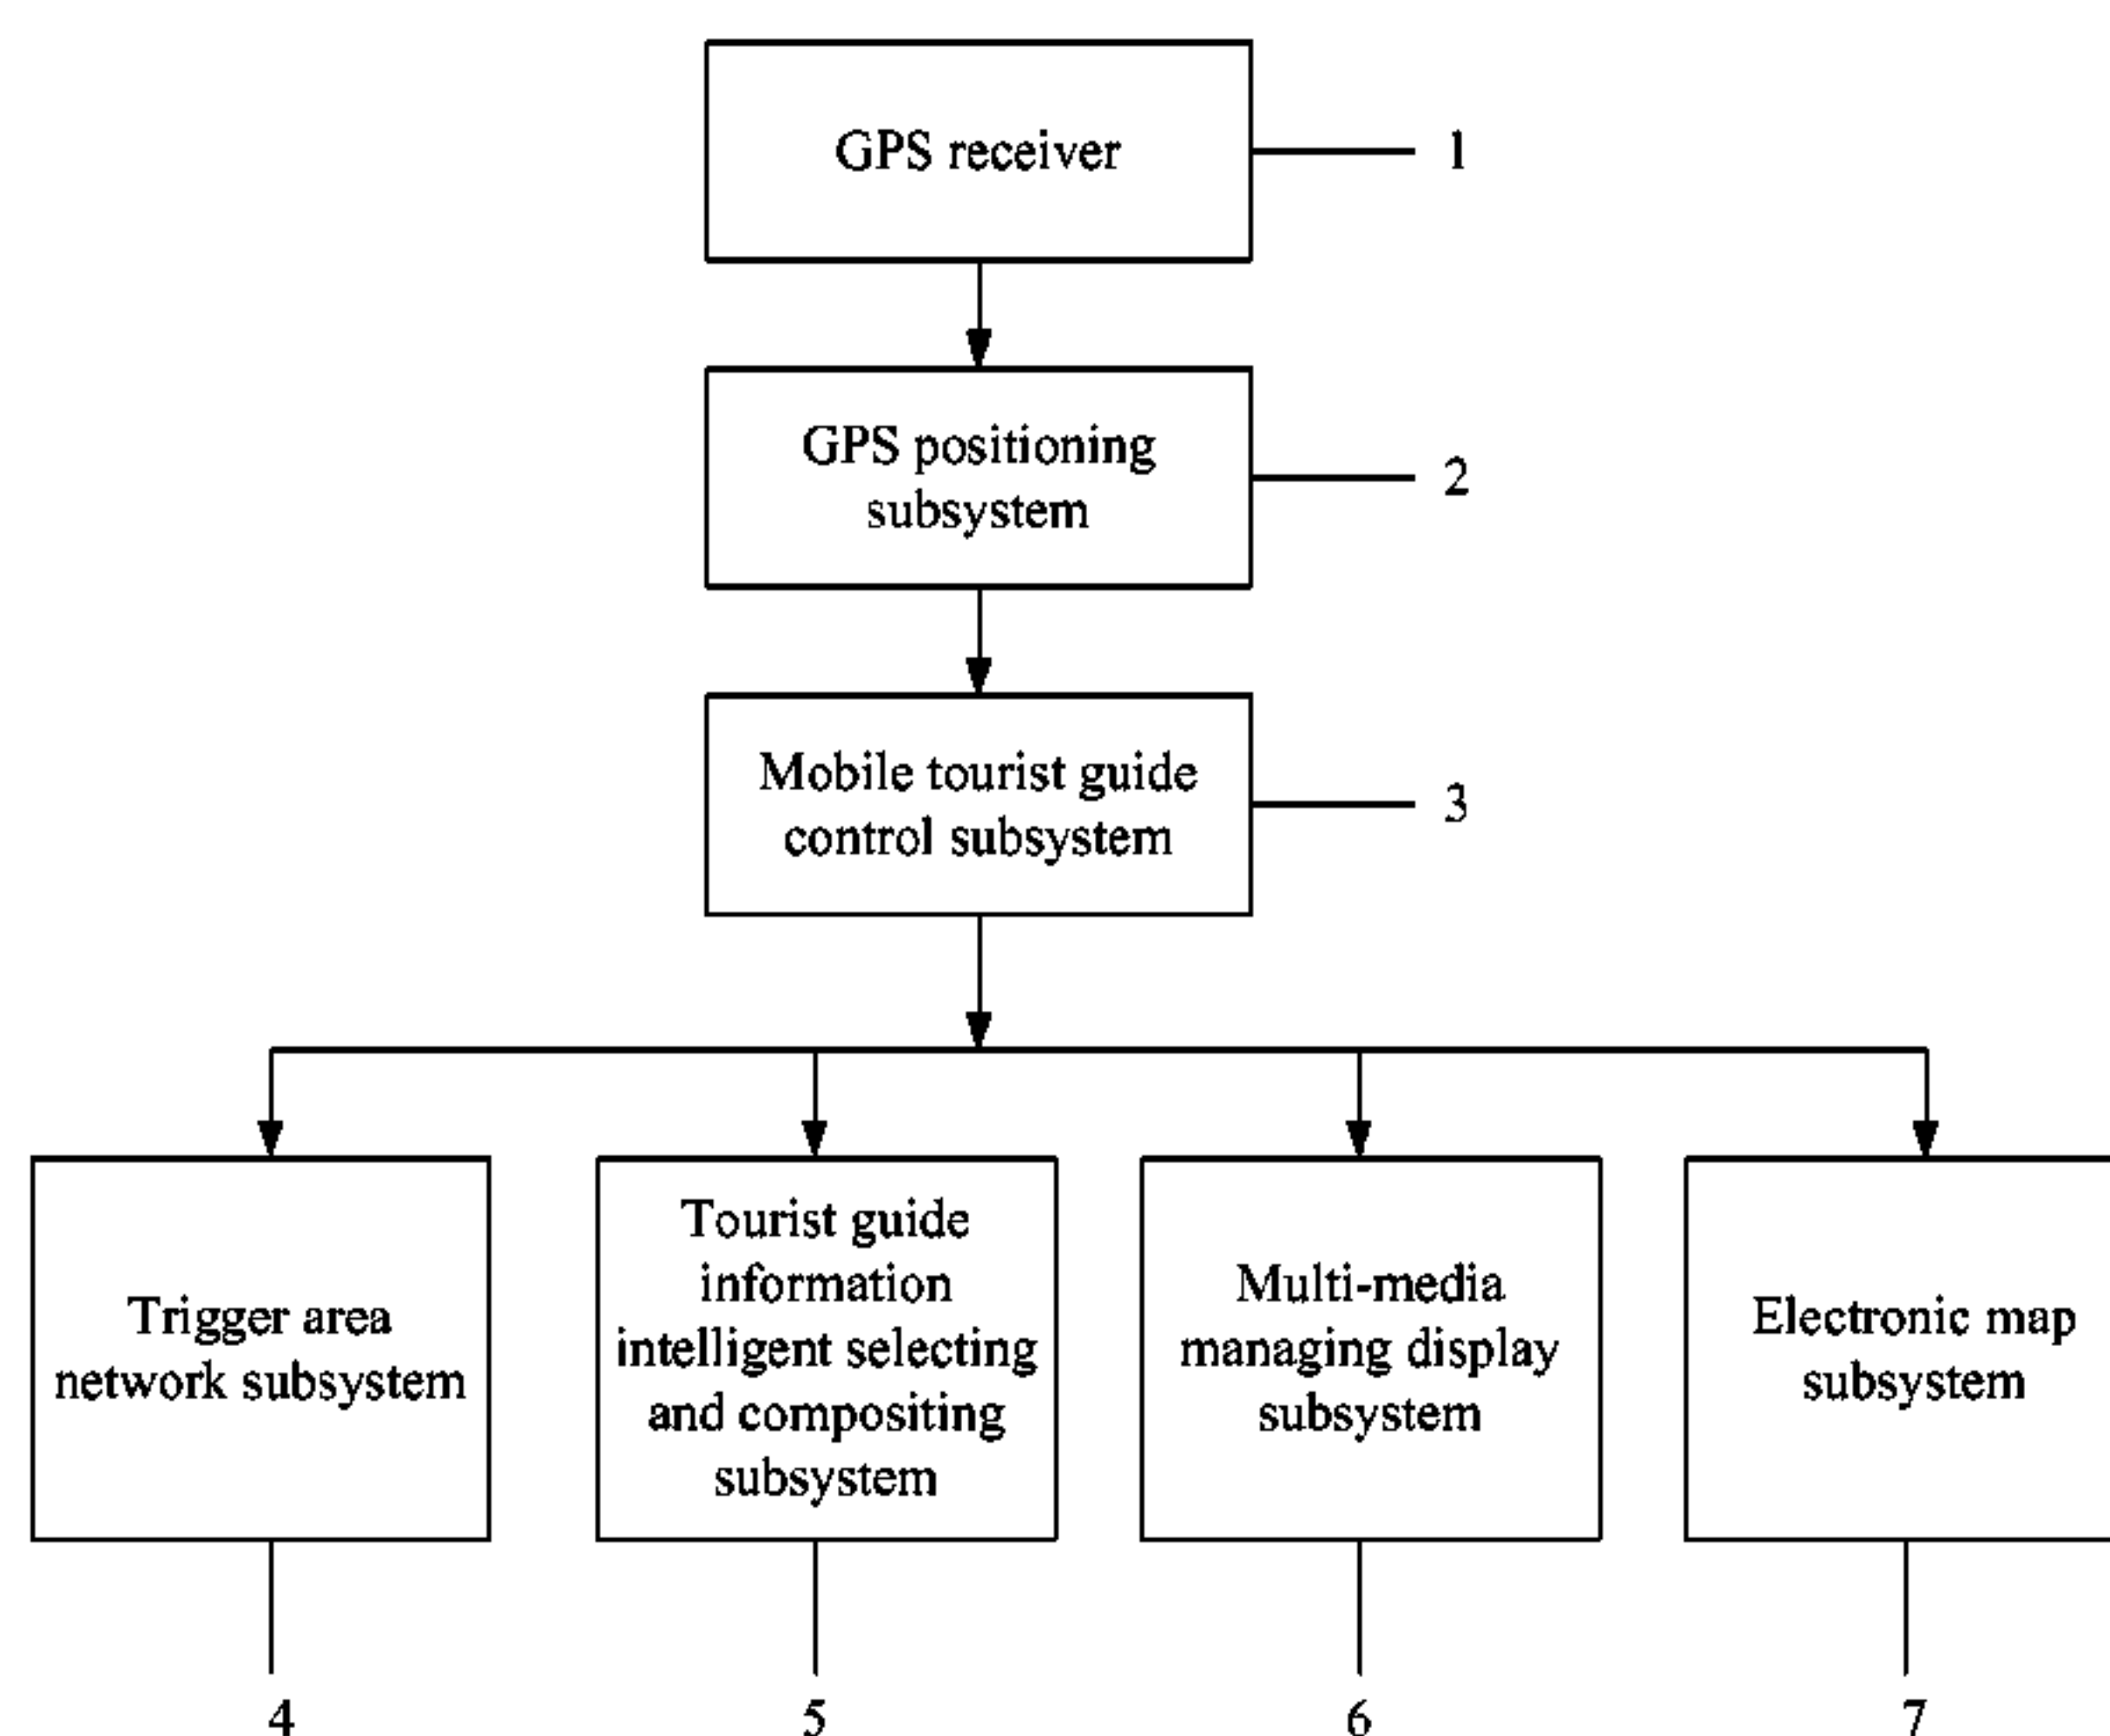 GPS receiver
1
GPS positioning
subsystem
2
Mobile tourist guide
control subsystem
3
Trigger area
network subsystem
Tourist guide
information
intelligent selecting
and compositing
subsystem
Multi-media
managing display
subsystem
Electronic map
subsystem
4
5
6
7